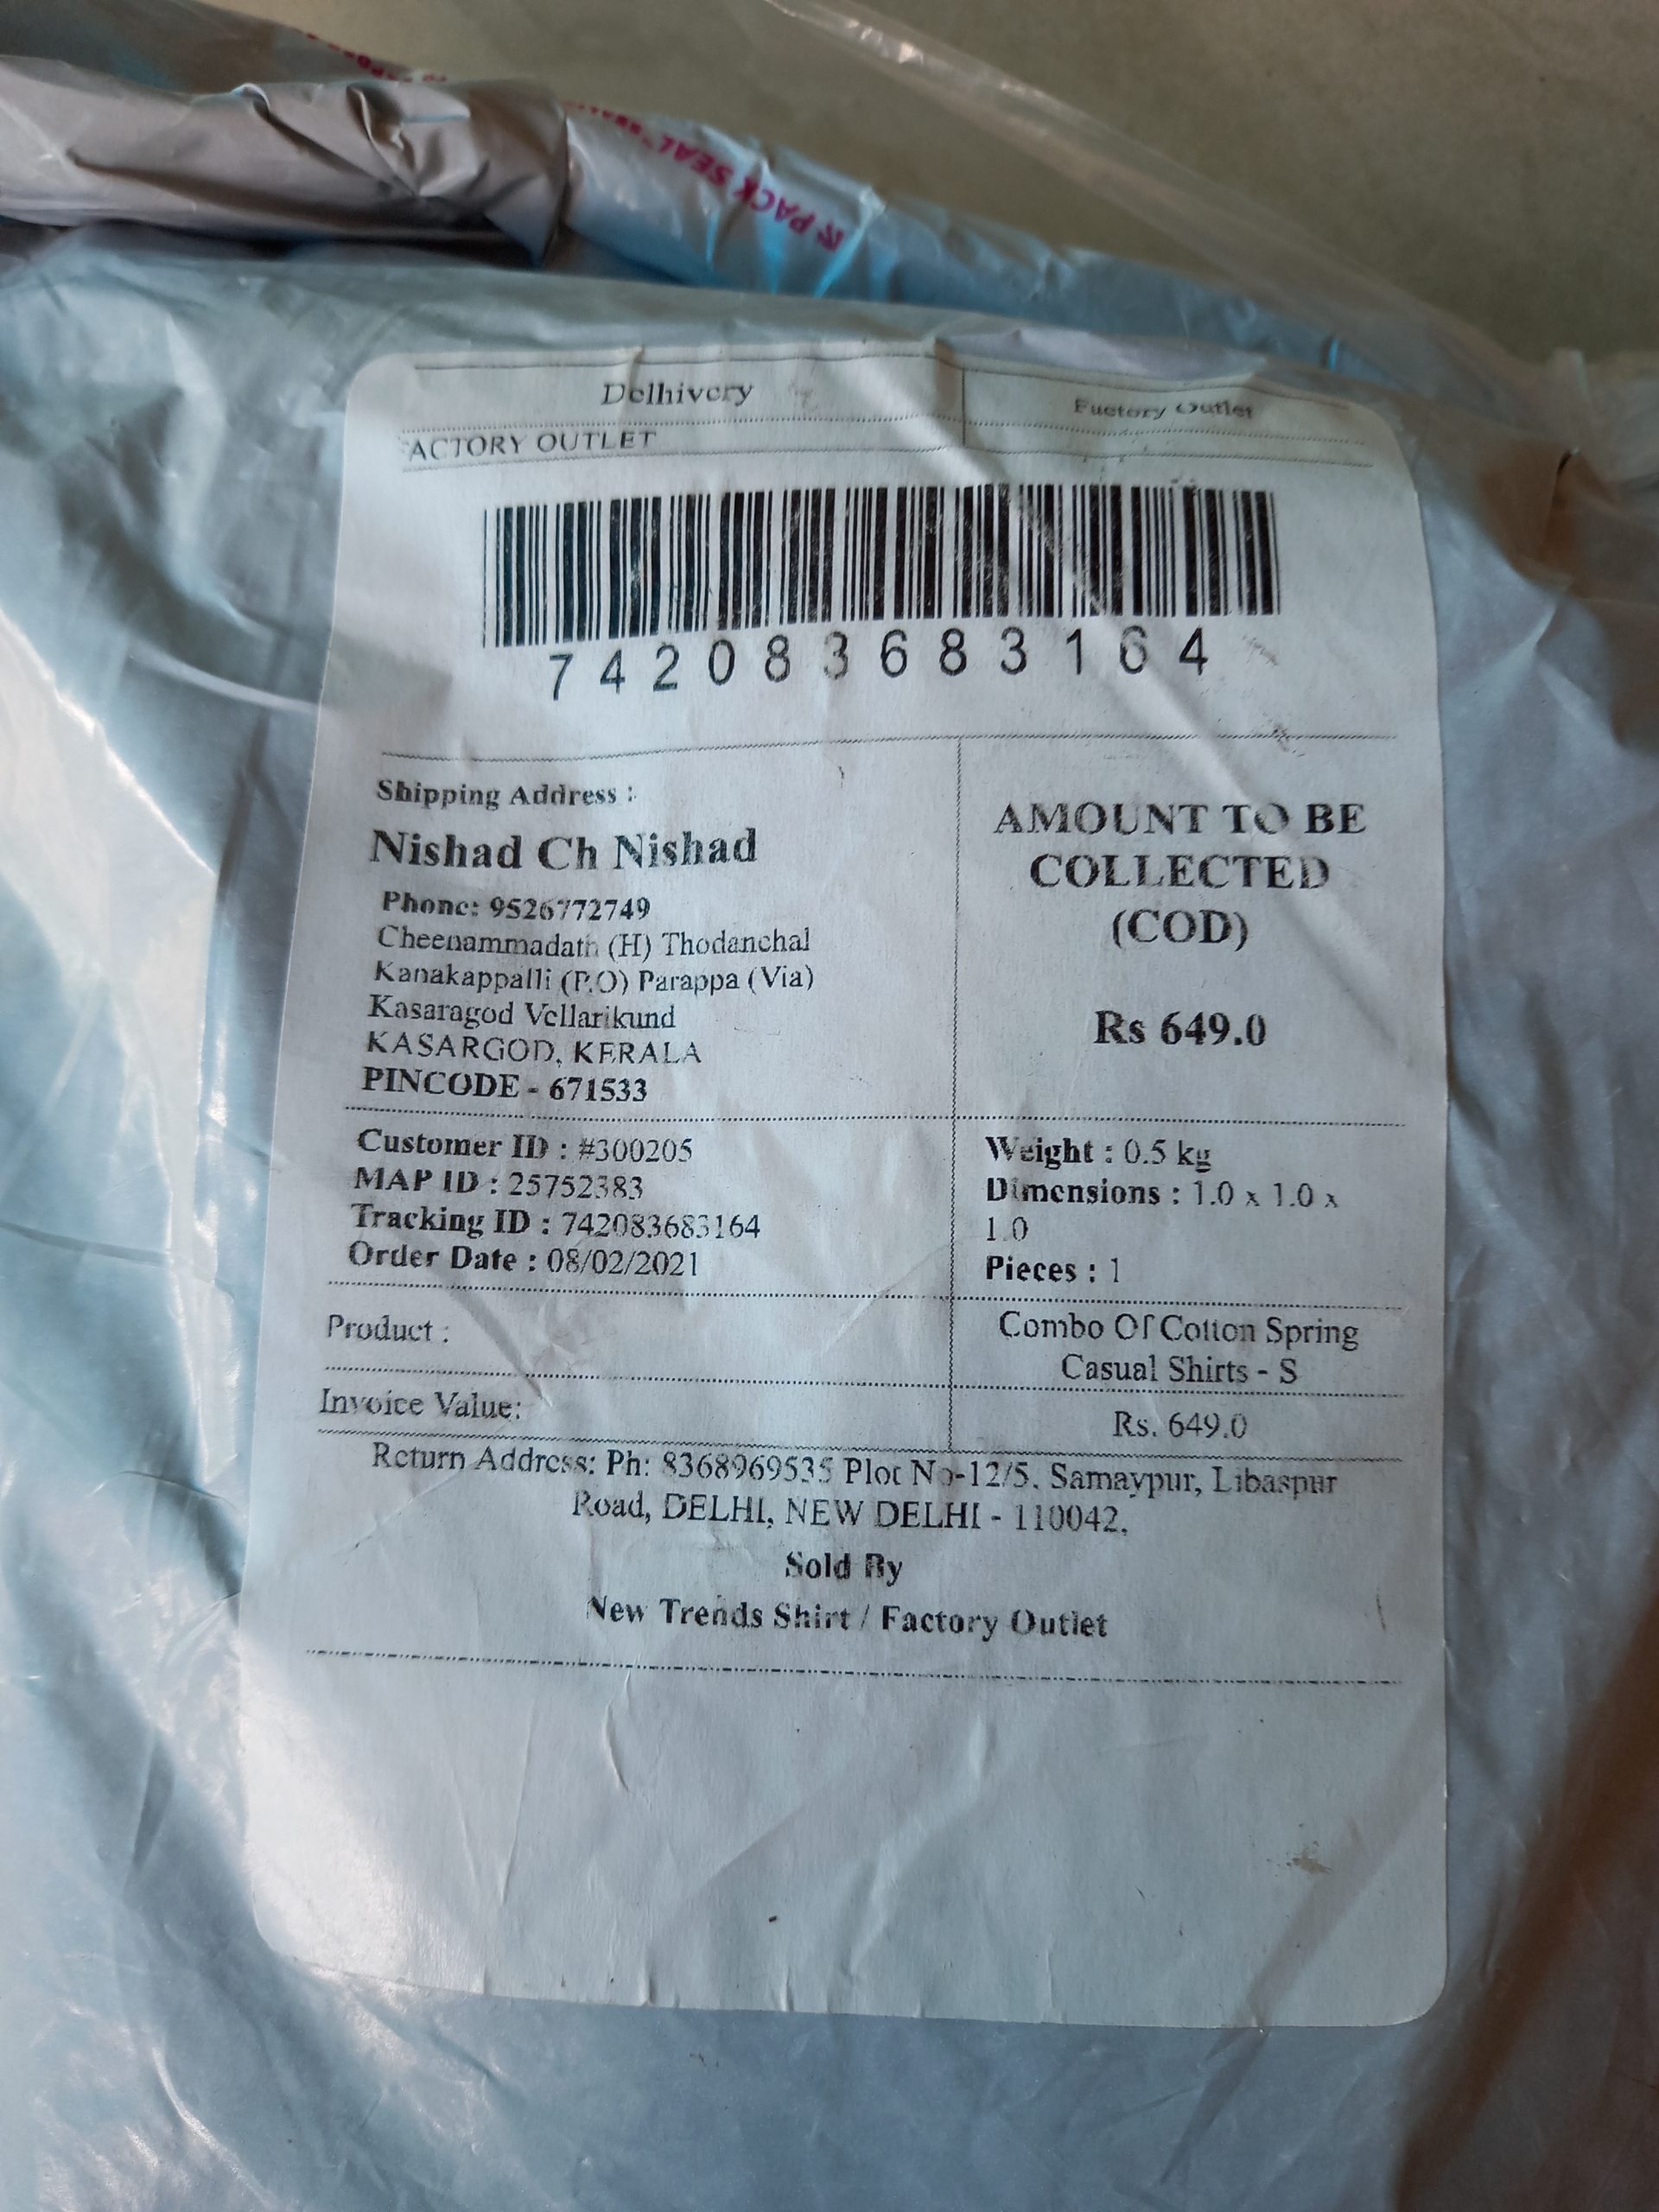 R PACK SEAL
Delhivery
Factory Outlet
ACTORY OUTLET
742083683164
Shipping Address :
Nishad Ch Nishad
Phone: 9526772749
Cheenammadath (H) Thodanchal
Kanakappalli (P.O) Parappa (Via)
Kasaragod Vellarikund
KASARGOD, KERALA
PINCODE - 671533
AMOUNT TO BE
COLLECTED
(COD)
Rs 649.0
Customer ID : #300205
MAP ID : 25752383
Tracking ID : 742083683164
Order Date : 08/02/2021
Weight : 0.5 kg
Dimensions : 1.0 x 1.0 x
1.0
Pieces : 1
Product :
Combo Of Cotton Spring
Casual Shirts - S
Invoice Value:
Rs. 649.0
Return Address: Ph: 8368969535 Plot No-12/5, Samaypur, Libaspur
Road, DELHI, NEW DELHI - 110042,
Sold By
New Trends Shirt / Factory Outlet